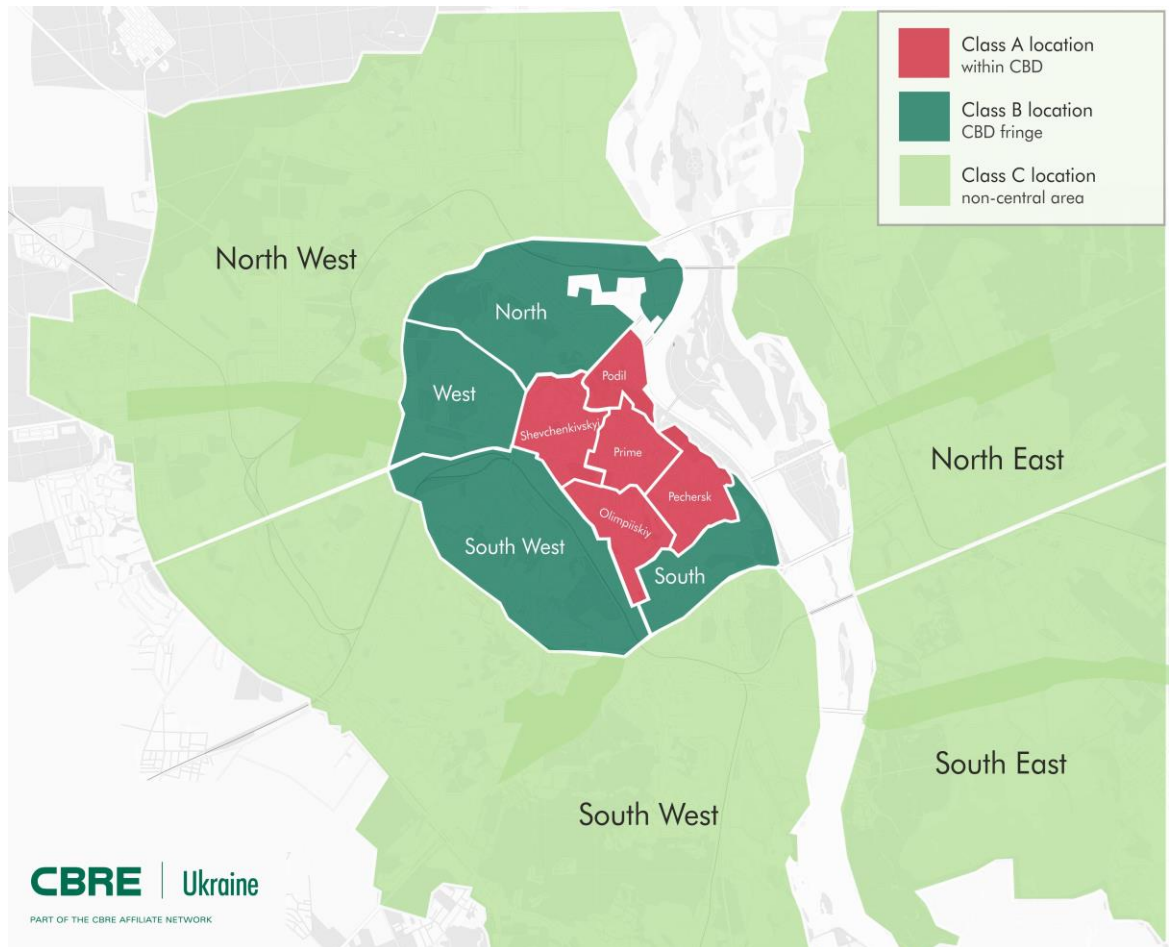 Class A location
within CBD
Class B location
CBD fringe
Class C location
non-central area
North West
North
Podil
West
Shevchenkivskyi
Prime
North East
Pechersk
Olimpiiskiy
South West
South
South East
South West
CBRE | Ukraine
PART OF THE CBRE AFFILIATE NETWORK